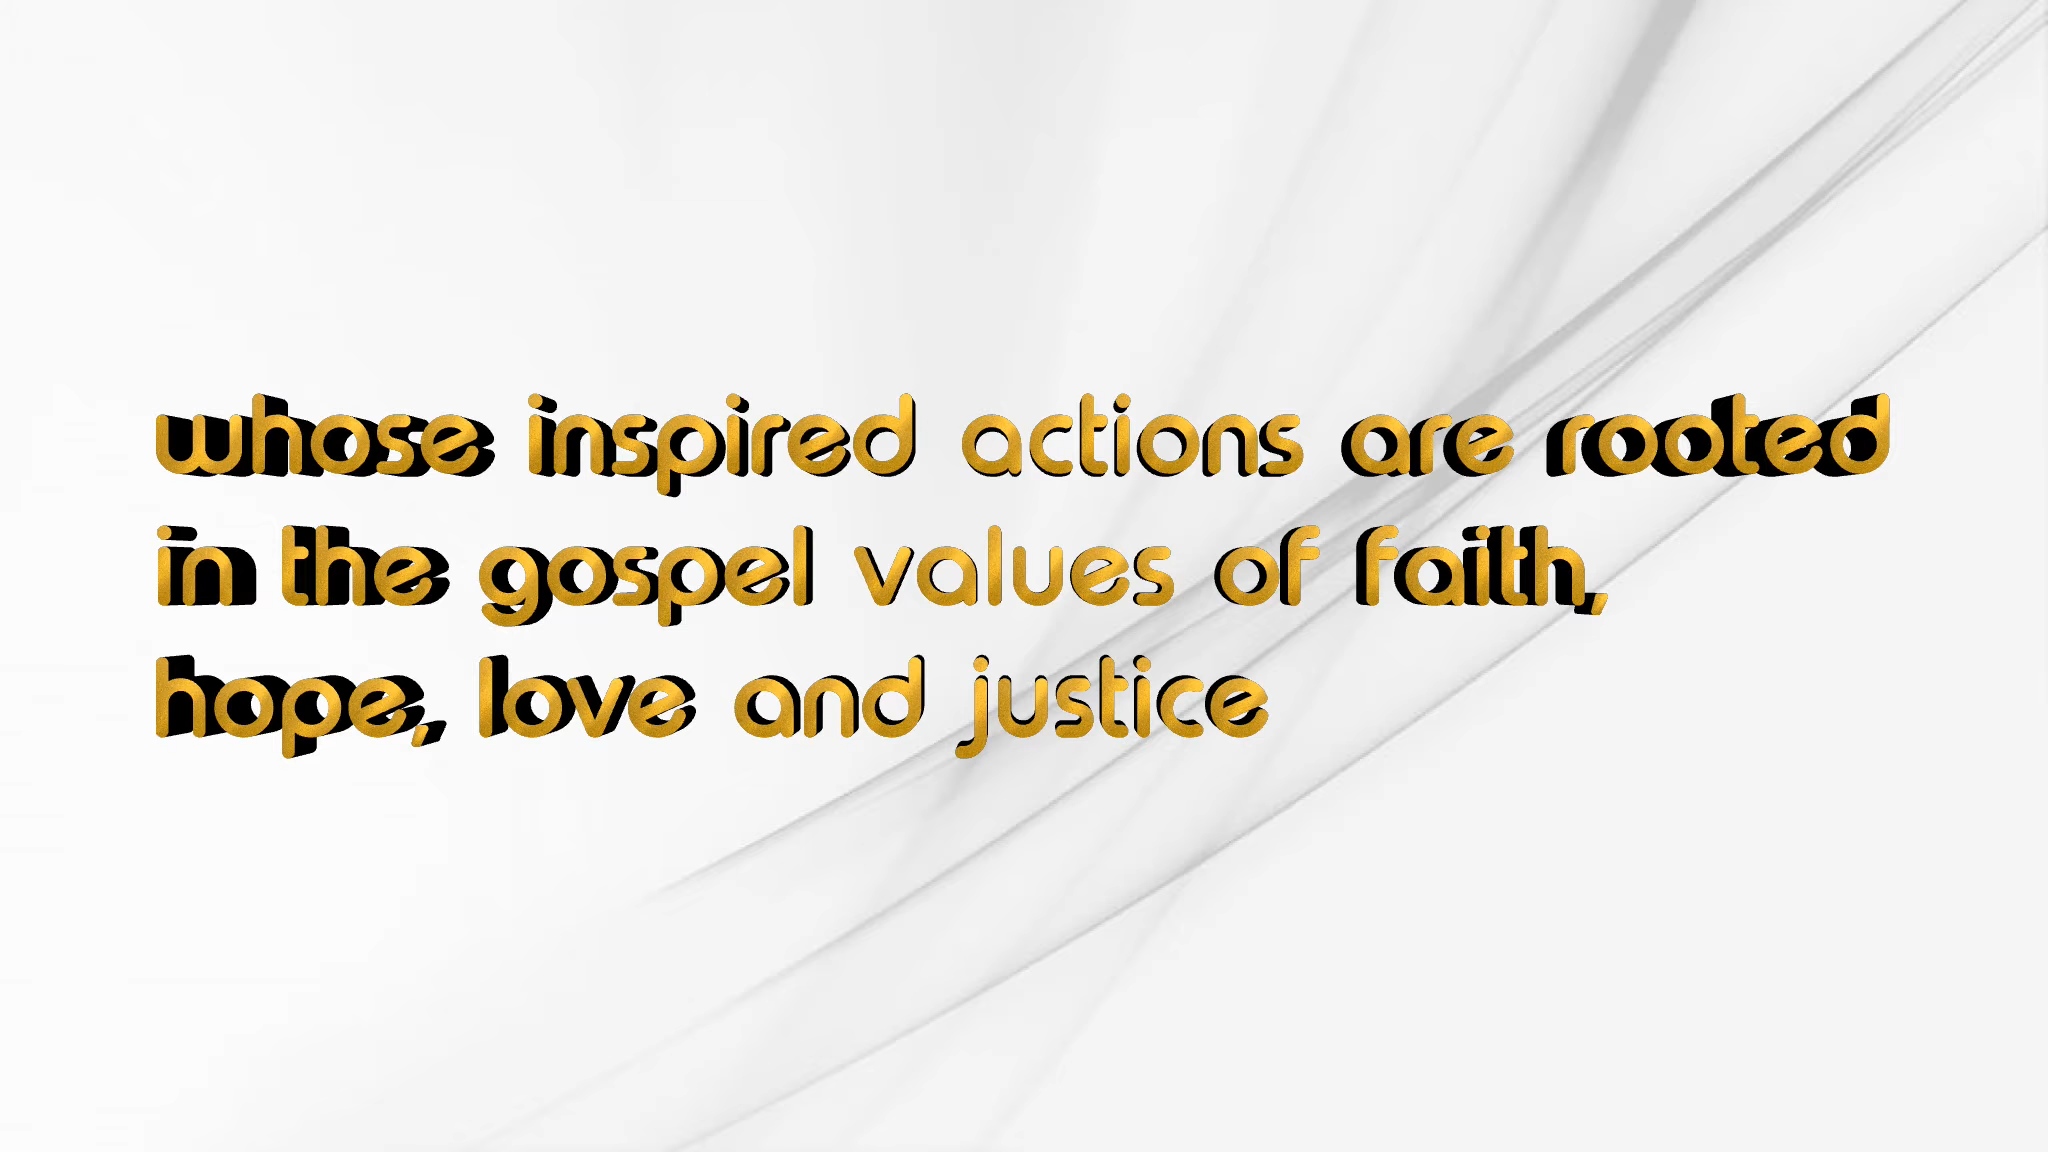 whose inspired actions are rooted
in the gospel values of faith,
hope, love and justice